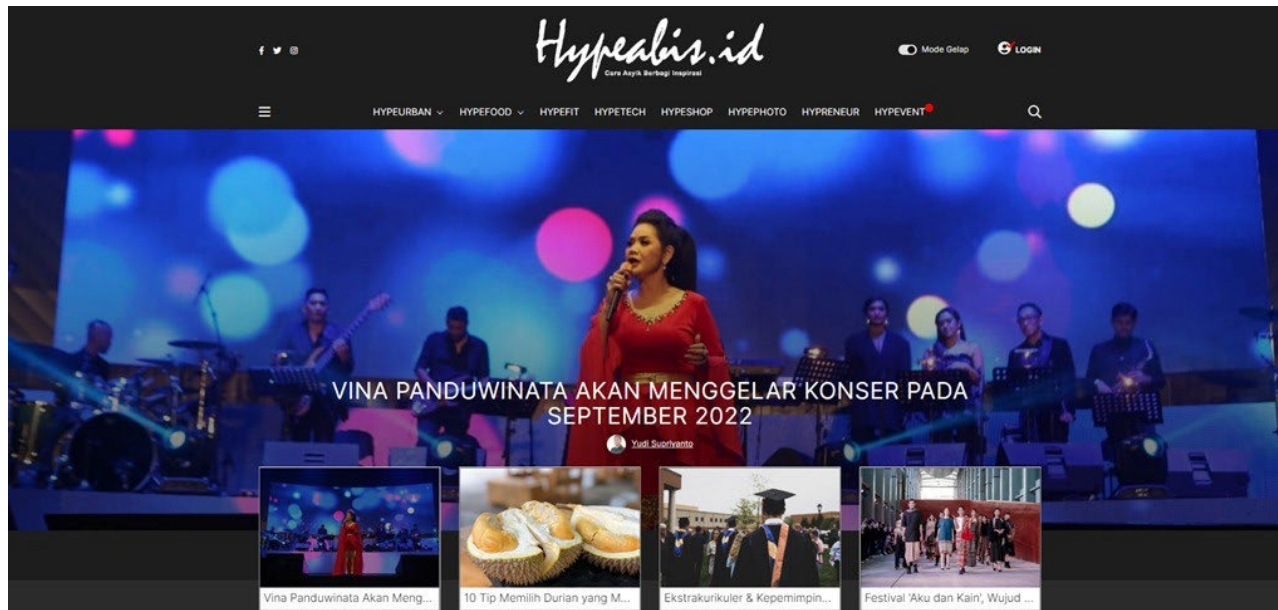 Hypeabis.id
Cara Asyik Berbagi Inspirasi
Mode Gelap
LOGIN
HYPEURBAN HYPEFOOD HYPEFIT HYPETECH HYPESHOP HYPEPHOTO HYPRENEUR HYPEVENT
VINA PANDUWINATA AKAN MENGGELAR KONSER PADA
SEPTEMBER 2022
Yudi Supriyanto
Vina Panduwinata Akan Meng...
10 Tip Memilih Durian yang M...
Ekstrakurikuler & Kepemimpin...
Festival 'Aku dan Kain', Wujud ...